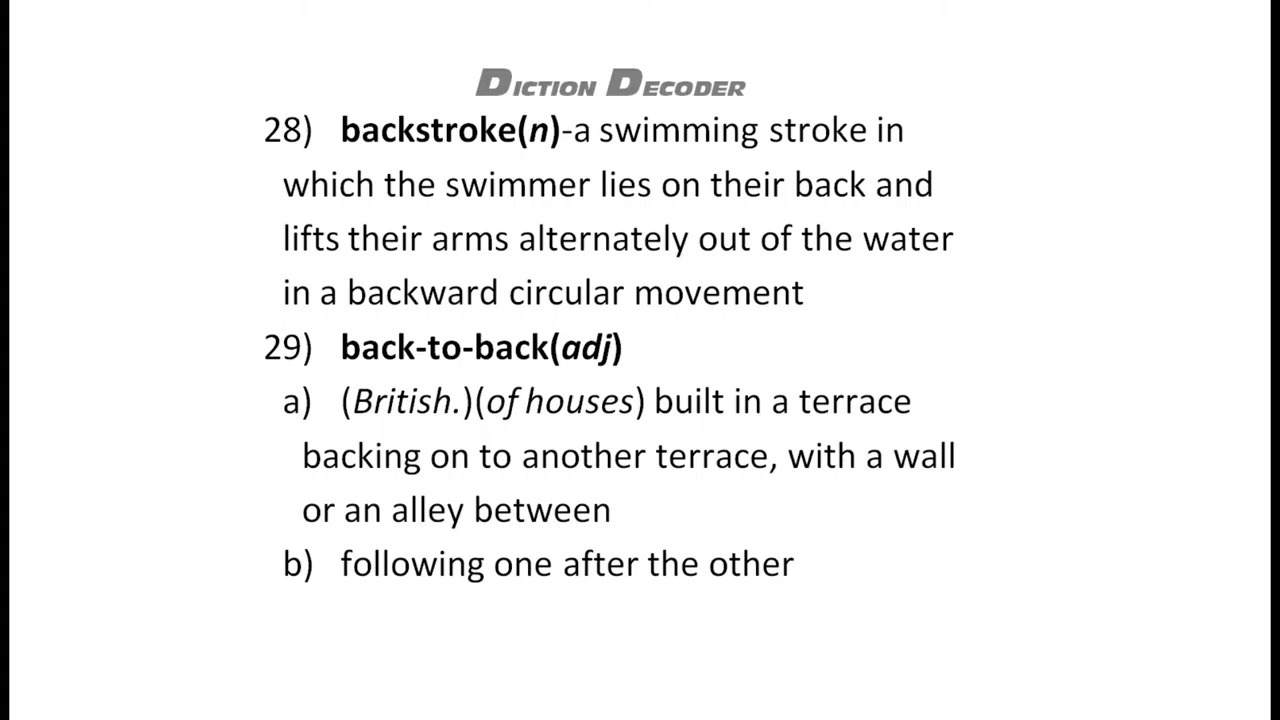 DICTION DECODER
28) backstroke(n)-a swimming stroke in
which the swimmer lies on their back and
lifts their arms alternately out of the water
in a backward circular movement
29) back-to-back(adj)
a) (British.)(of houses) built in a terrace
backing on to another terrace, with a wall
or an alley between
b) following one after the other